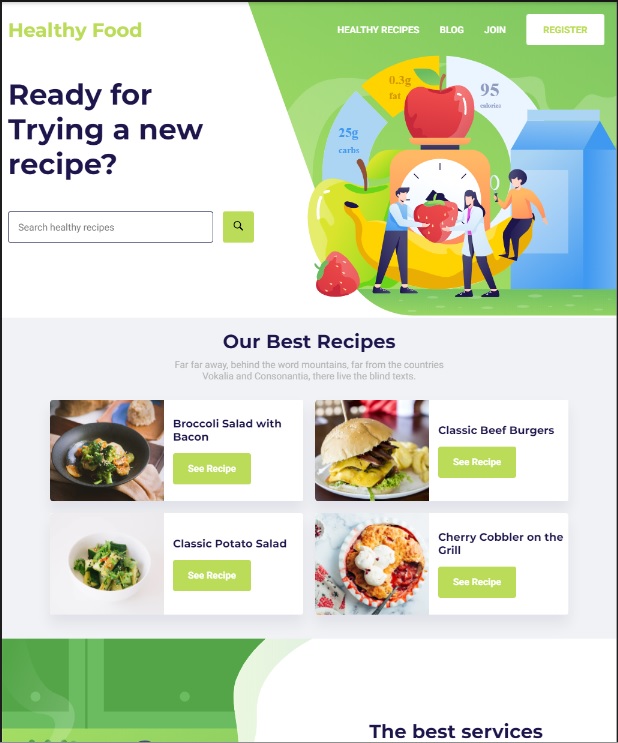 Healthy Food
HEALTHY RECIPES
BLOG
JOIN
REGISTER
Ready for
Trying a new
recipe?
0.3g
fat
95
calories
25g
carbs
Search healthy recipes
Our Best Recipes
Far far away, behind the word mountains, far from the countries
Vokalia and Consonantia, there live the blind texts.
Broccoli Salad with
Bacon
See Recipe
Classic Beef Burgers
See Recipe
Classic Potato Salad
See Recipe
Cherry Cobbler on the
Grill
See Recipe
The best services